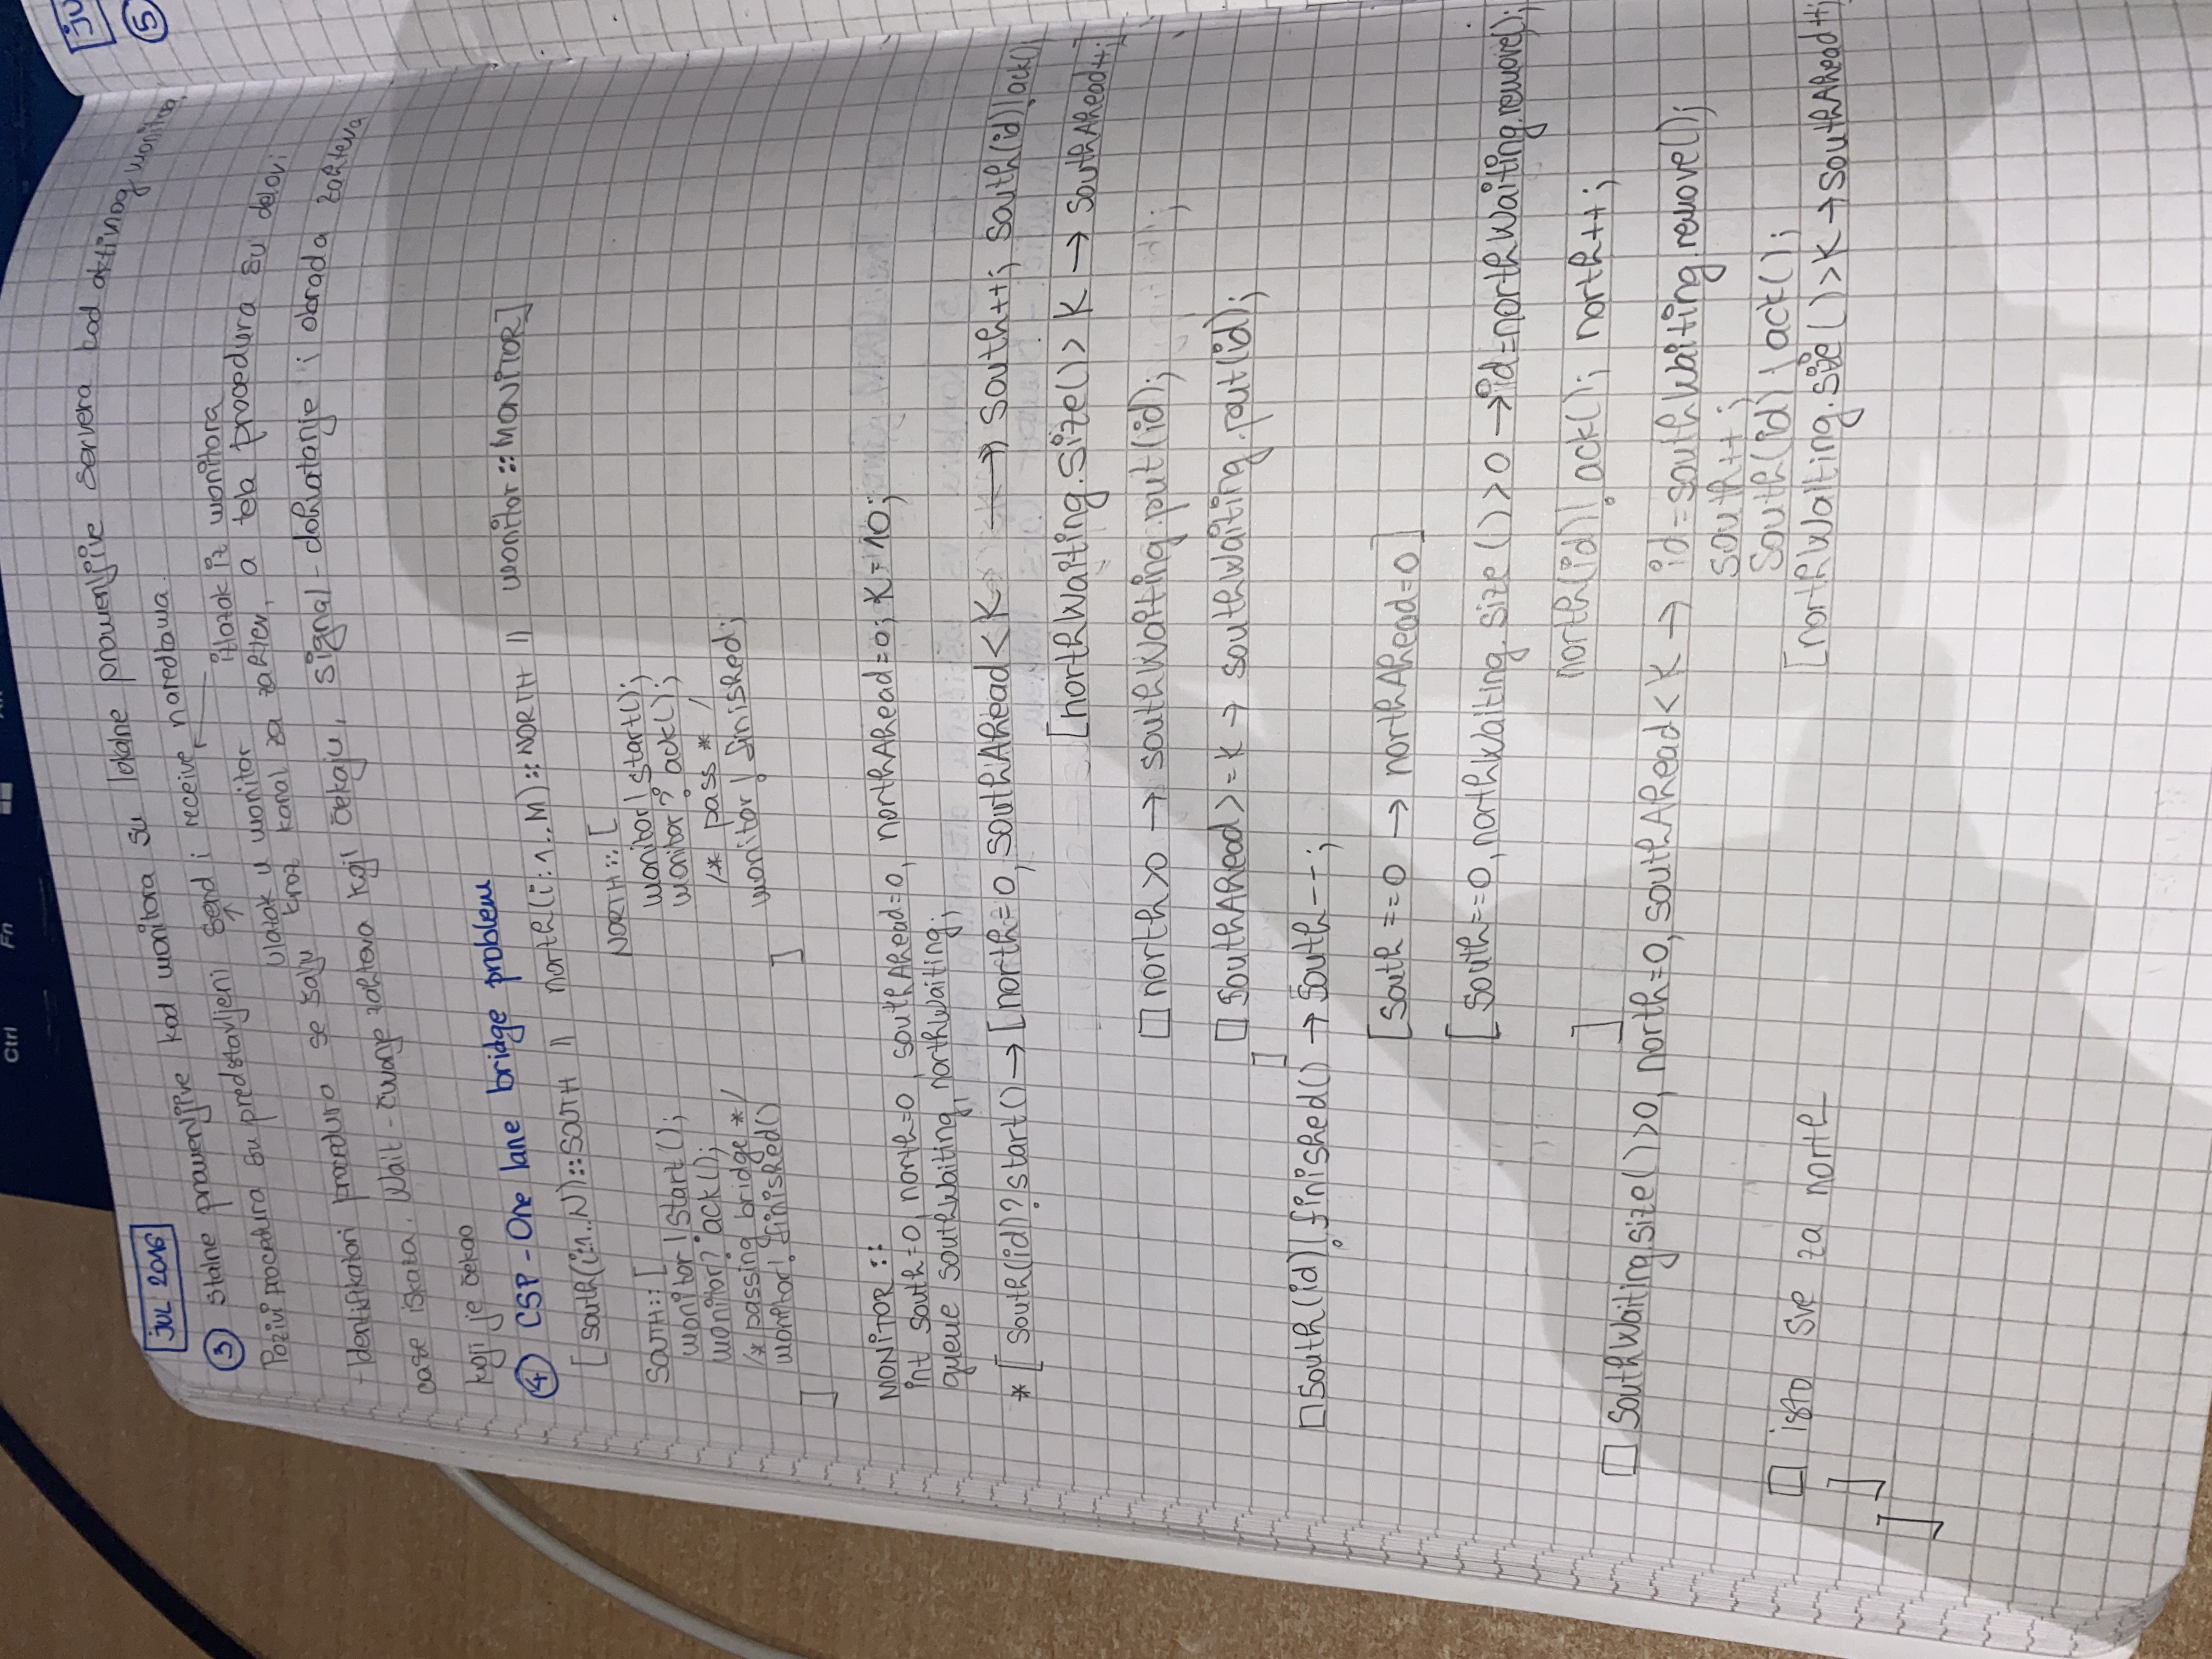 Ctrl Fn
JUL 2016
③ Stalne promenljive kod monitora su lokalne promenljive servera kod aktivnog monitora.
Pozivi procedura su predstavljeni send i receive naredbama.
↑ ulazak u monitor izlazak iz monitora
- Identifikatori procedura se šalju kroz kanal za zahtev, a tela procedura su delovi
case iskaza. Wait - čuvanje zahteva koji čekaju, signal - dohvatanje i obrada zahteva
koji je čekao
④ CSP - One lane bridge problem
[ south(i:1..N)::SOUTH || north(i:1..M)::NORTH || monitor::MONITOR]
SOUTH::[
monitor!start();
monitor?ack();
/*passing bridge*/
monitor!finished()
]
NORTH::[
monitor!start();
monitor?ack();
/* pass */
monitor!finished;
]
MONITOR ::
int south=0, north=0, southAhead=0, northAhead=0; K=10;
queue southWaiting, northWaiting;
*[ south(id)?start() → [north=0, southAhead<K → south++; south(id)!ack()
[northWaiting.size()>K → southAhead++;]
□ north>0 → southWaiting.put(id); ;
□ southAhead>=K → southWaiting.put(id);
]
□ south(id)!finished() → south--;
[south==0 → northAhead=0]
[south==0, northWaiting.size()>0 → id=northWaiting.remove();
north(id)!ack(); north++;
]
□ southWaiting.size()>0, north=0, southAhead<K → id=southWaiting.remove();
south++;
south(id)!ack();
[northWaiting.size()>K → southAhead++;
□ isto sve za north
]
]
JU
⑤